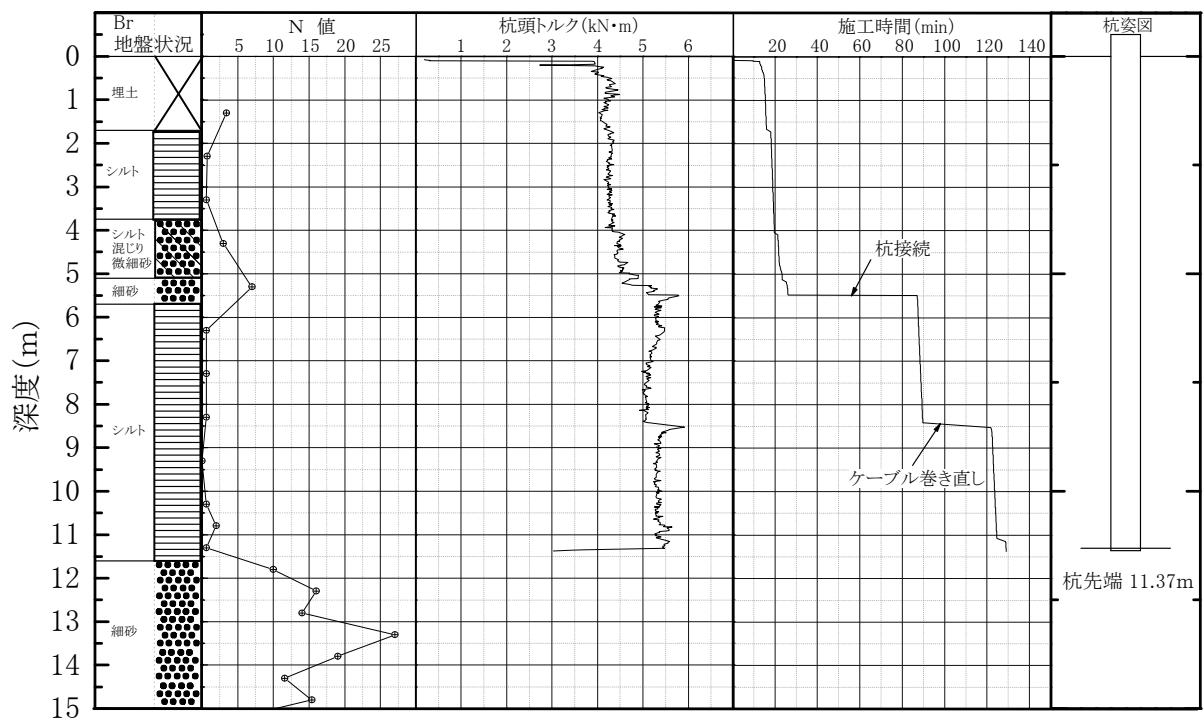 Br
地盤状況
N 値
5 10 15 20 25
杭頭トルク(kN・m)
1 2 3 4 5 6
施工時間(min)
20 40 60 80 100 120 140
杭姿図
深度(m)
0
1
2
3
4
5
6
7
8
9
10
11
12
13
14
15
埋土
シルト
シルト
混じり
微細砂
細砂
シルト
細砂
杭接続
ケーブル巻き直し
杭先端 11.37m